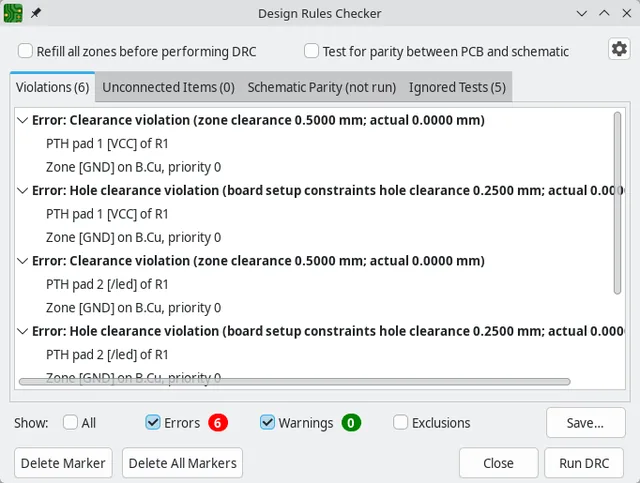 Design Rules Checker
Refill all zones before performing DRC
Test for parity between PCB and schematic
Violations (6)
Unconnected Items (0)
Schematic Parity (not run)
Ignored Tests (5)
Error: Clearance violation (zone clearance 0.5000 mm; actual 0.0000 mm)
PTH pad 1 [VCC] of R1
Zone [GND] on B.Cu, priority 0
Error: Hole clearance violation (board setup constraints hole clearance 0.2500 mm; actual 0.000
PTH pad 1 [VCC] of R1
Zone [GND] on B.Cu, priority 0
Error: Clearance violation (zone clearance 0.5000 mm; actual 0.0000 mm)
PTH pad 2 [/led] of R1
Zone [GND] on B.Cu, priority 0
Error: Hole clearance violation (board setup constraints hole clearance 0.2500 mm; actual 0.000
PTH pad 2 [/led] of R1
Zone [GND] on B.Cu, priority 0
Show:
All
Errors
6
Warnings
0
Exclusions
Save...
Delete Marker
Delete All Markers
Close
Run DRC